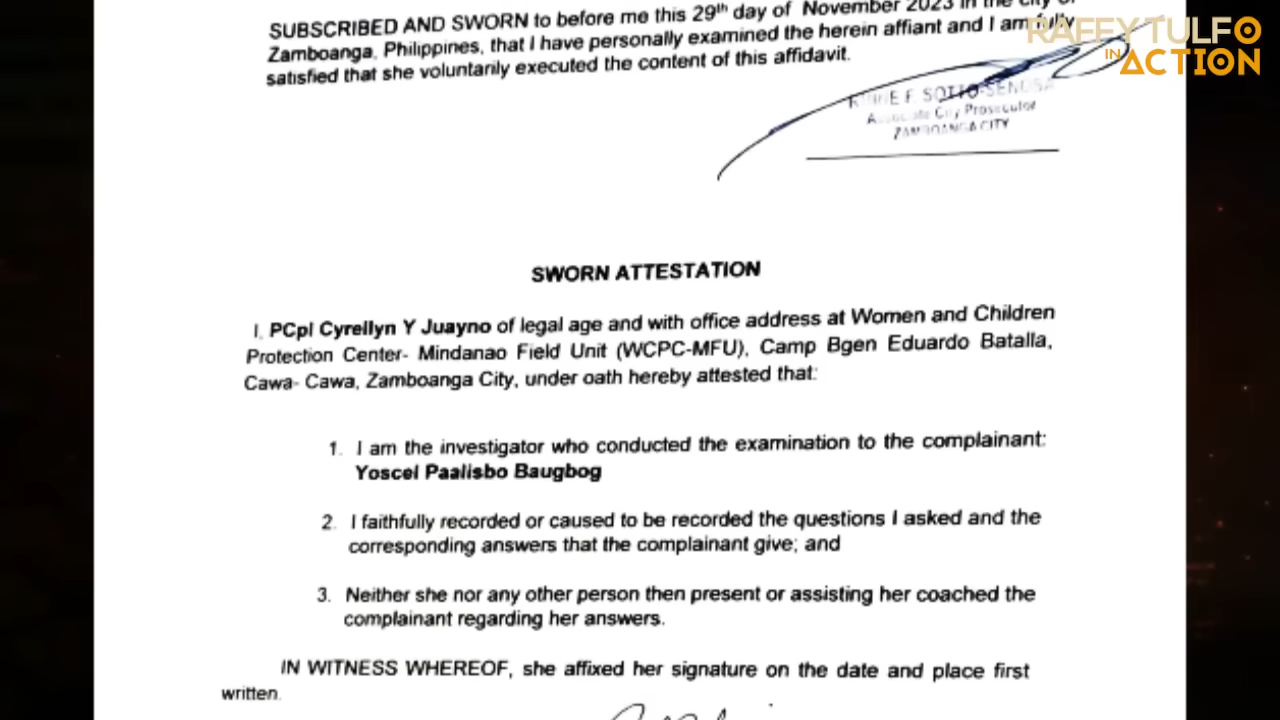 SUBSCRIBED AND SWORN to before me this 29th day of November 2023 in the City of
Zamboanga, Philippines, that I have personally examined the herein affiant and I am fully
satisfied that she voluntarily executed the content of this affidavit.
RAFFY TULFO
IN ACTION
F. SOTTO-SENOSA
Associate City Prosecutor
ZAMBOANGA CITY
SWORN ATTESTATION
I, PCpl Cyrellyn Y Juayno of legal age and with office address at Women and Children
Protection Center- Mindanao Field Unit (WCPC-MFU), Camp Bgen Eduardo Batalla,
Cawa- Cawa, Zamboanga City, under oath hereby attested that:
1. I am the investigator who conducted the examination to the complainant:
Yoscel Paalisbo Baugbog
2. I faithfully recorded or caused to be recorded the questions I asked and the
corresponding answers that the complainant give; and
3. Neither she nor any other person then present or assisting her coached the
complainant regarding her answers.
IN WITNESS WHEREOF, she affixed her signature on the date and place first
written.